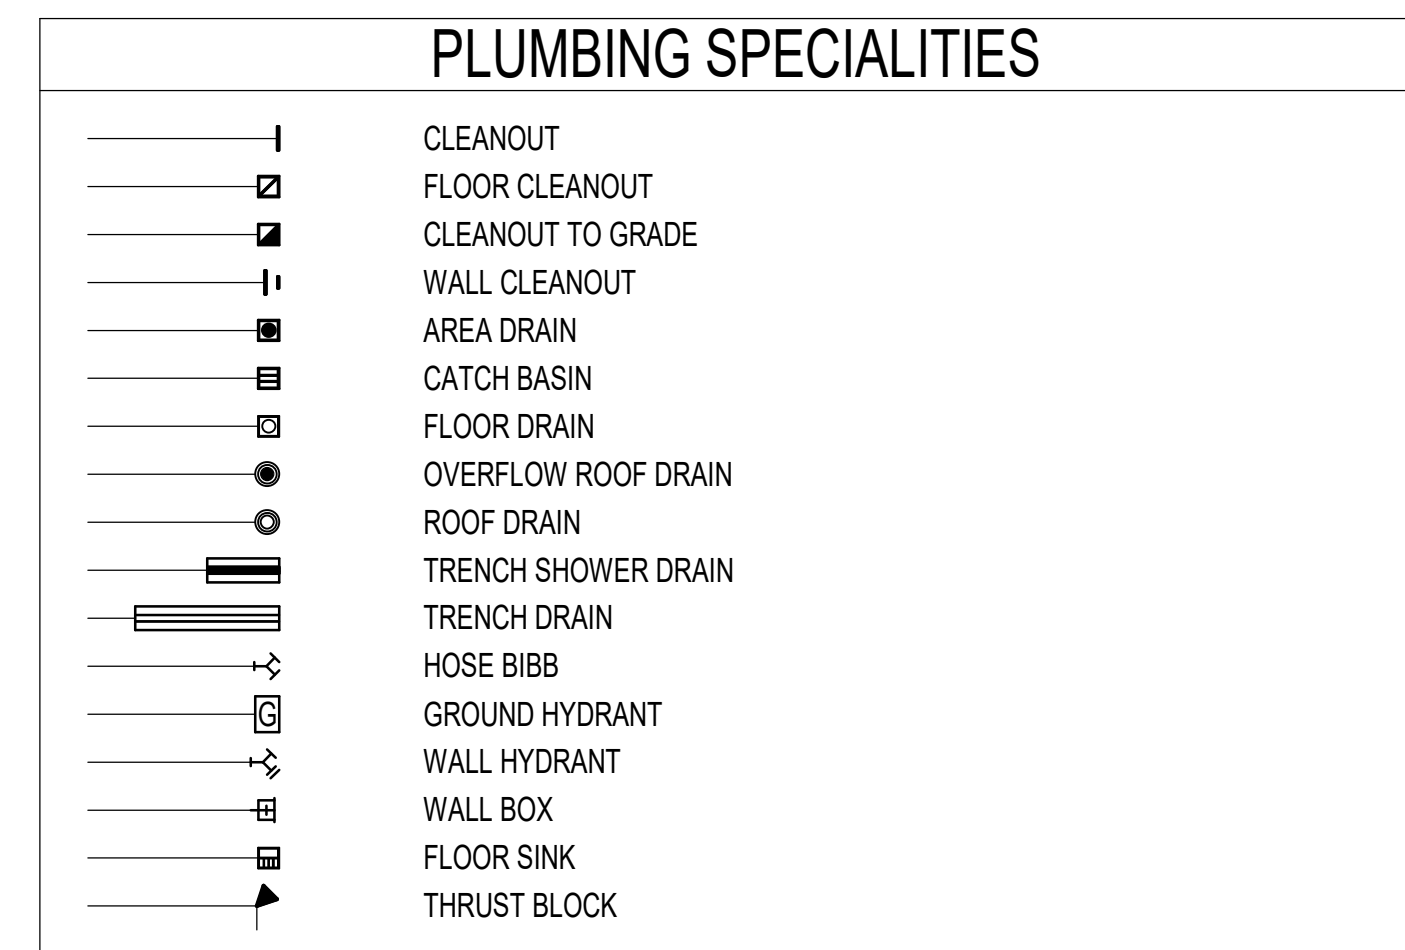 PLUMBING SPECIALITIES
CLEANOUT
FLOOR CLEANOUT
CLEANOUT TO GRADE
WALL CLEANOUT
AREA DRAIN
CATCH BASIN
FLOOR DRAIN
OVERFLOW ROOF DRAIN
ROOF DRAIN
TRENCH SHOWER DRAIN
TRENCH DRAIN
HOSE BIBB
G GROUND HYDRANT
WALL HYDRANT
WALL BOX
FLOOR SINK
THRUST BLOCK